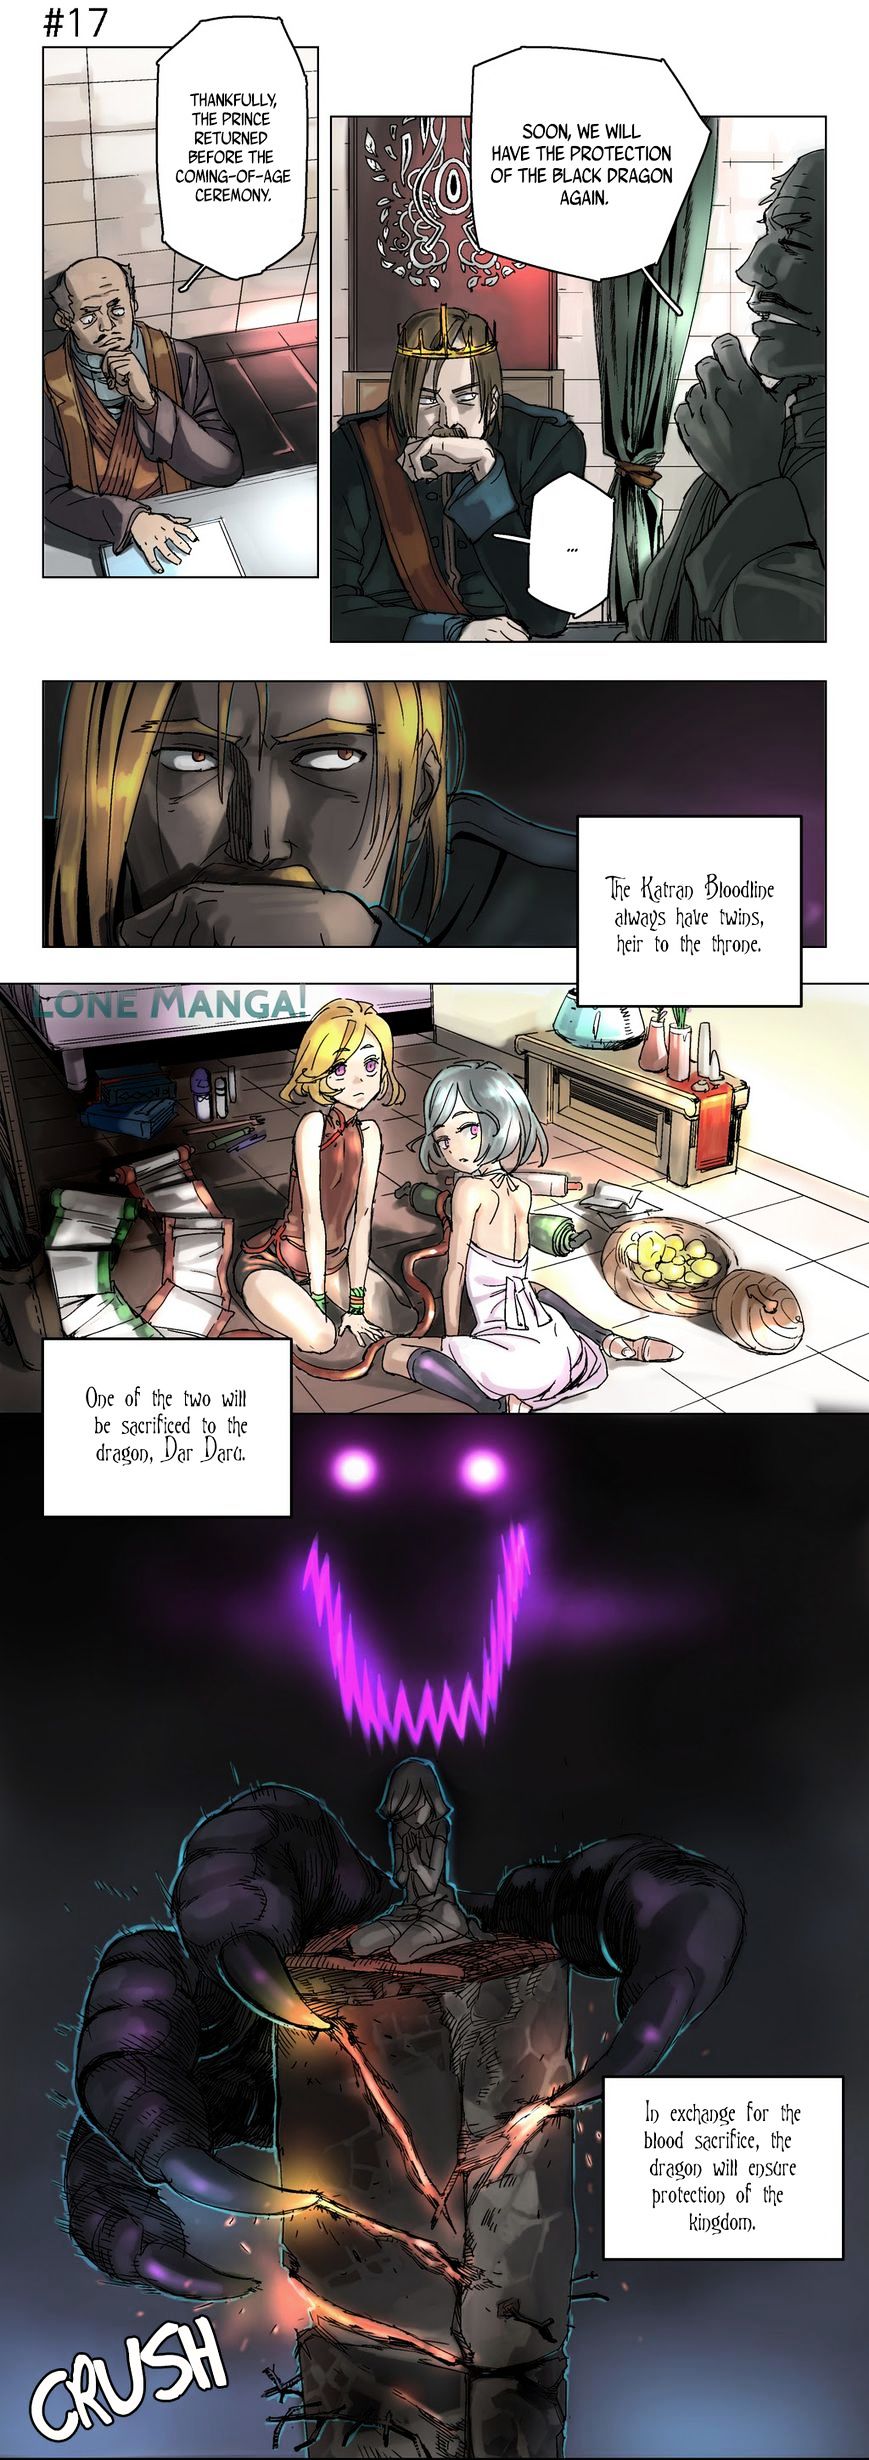 #17
THANKFULLY,
THE PRINCE
RETURNED
BEFORE THE
COMING-OF-AGE
CEREMONY.
SOON, WE WILL
HAVE THE PROTECTION
OF THE BLACK DRAGON
AGAIN.
...
The Katran Bloodline
always have twins,
heir to the throne.
LONE MANGA!
One of the two will
be sacrificed to the
dragon, Dar Daru.
In exchange for the
blood sacrifice, the
dragon will ensure
protection of the
kingdom.
CRUSH